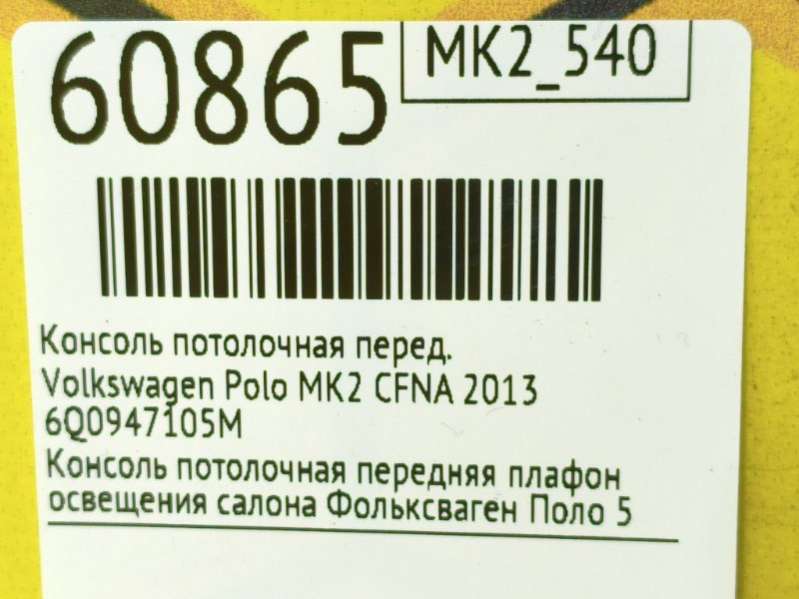 60865
MK2_540
Консоль потолочная перед.
Volkswagen Polo MK2 CFNA 2013
6Q0947105M
Консоль потолочная передняя плафон
освещения салона Фольксваген Поло 5